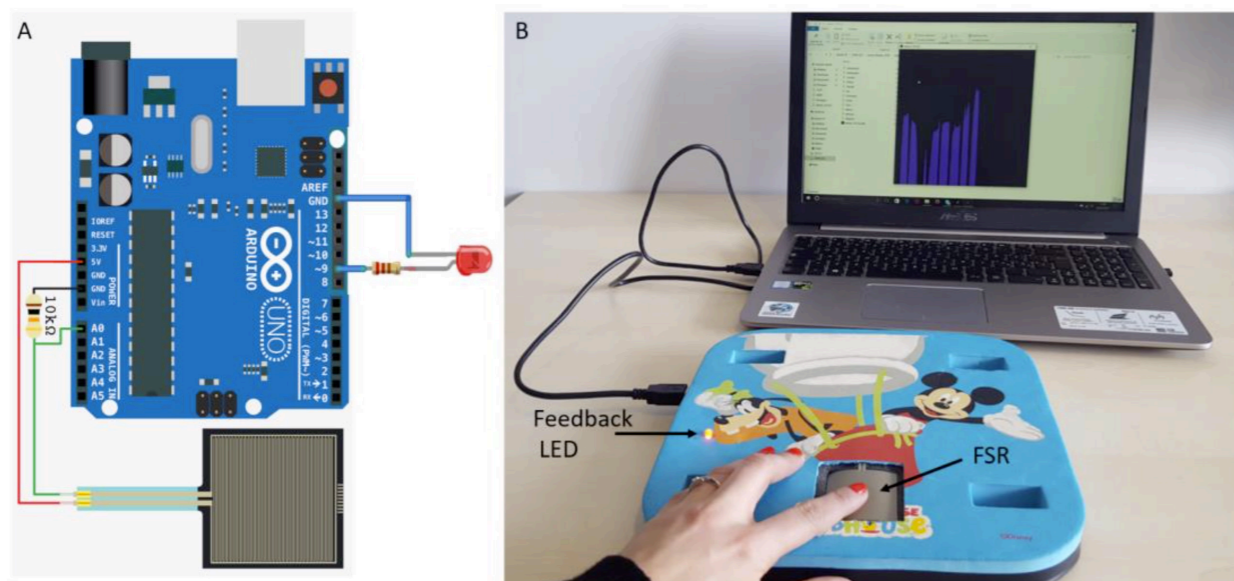 A
AREF
GND
13
12
~11
~10
~9
8
7
~6
~5
4
~3
2
TX→1
RX←0
DIGITAL (PWM~)
ARDUINO
UNO
IOREF
RESET
3.3V
5V
GND
GND
Vin
POWER
A0
A1
A2
A3
A4
A5
ANALOG IN
10kΩ
B
Feedback
LED
FSR